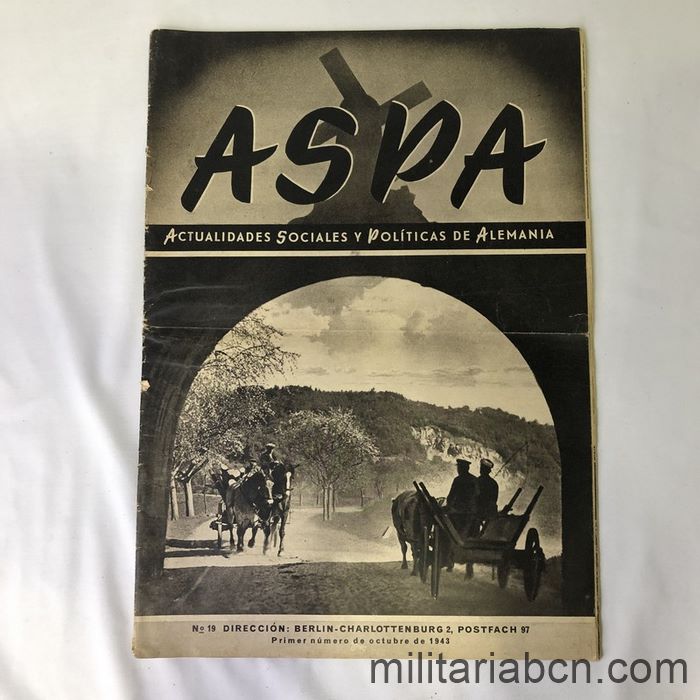 ASPA
ACTUALIDADES SOCIALES Y POLÍTICAS DE ALEMANIA
Nº 19 DIRECCIÓN: BERLIN-CHARLOTTENBURG 2, POSTFACH 97
Primer número de octubre de 1943
militariabcn.com